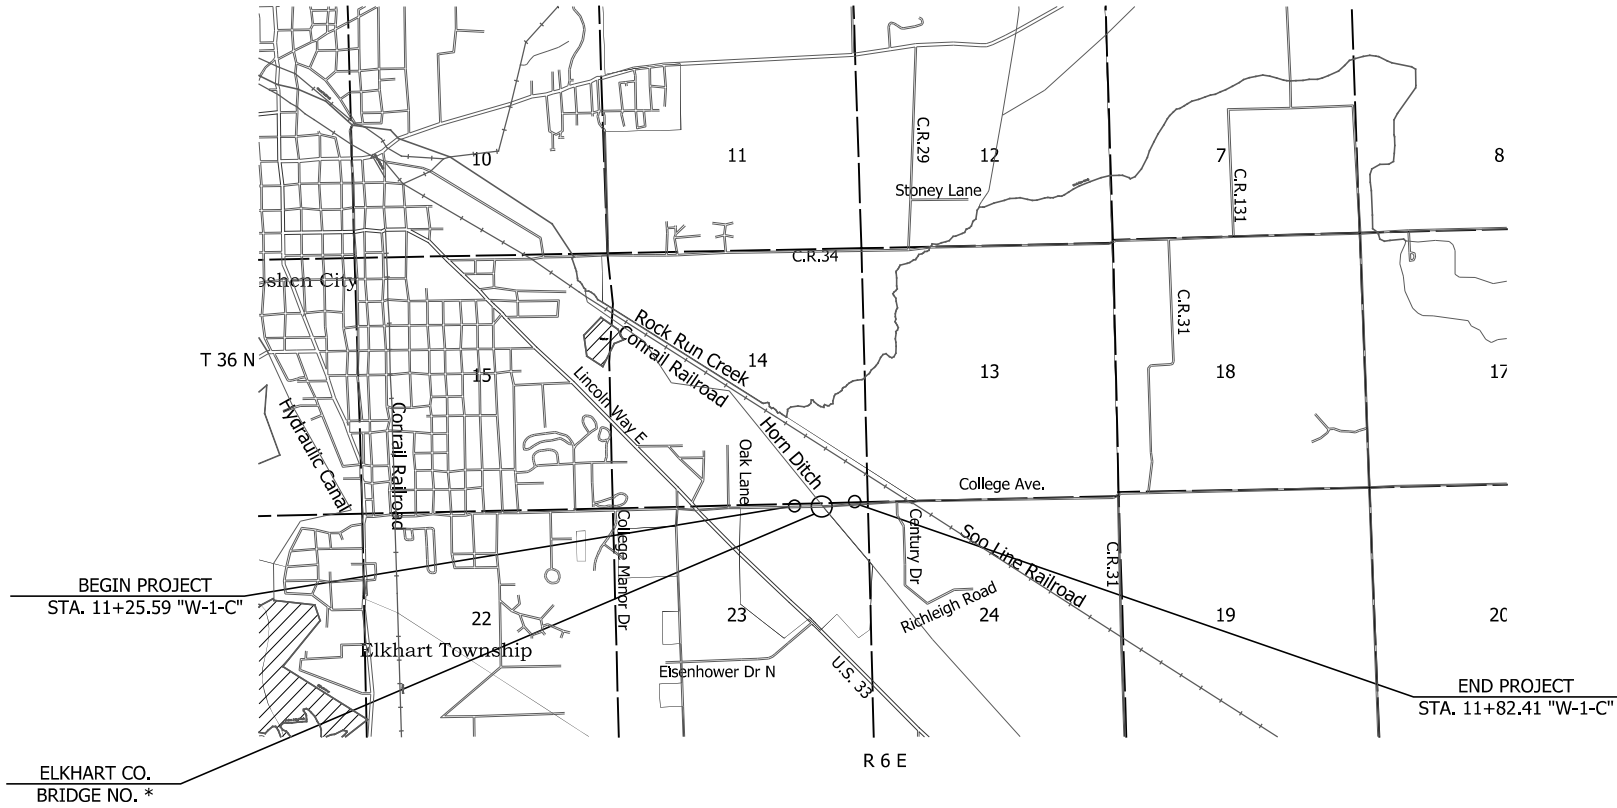 10
11
C.R.29
12
7
8
Stoney Lane
C.R.131
C.R.34
oshen City
Rock Run Creek
C.R.31
Conrail Railroad
T 36 N
14
15
13
18
17
Lincoln Way E
Hydraulic Canal
Conrail Railroad
Horn Ditch
Oak Lane
College Ave.
College Manor Dr
Century Dr
Soo Line Railroad
C.R.31
BEGIN PROJECT
STA. 11+25.59 "W-1-C"
Richleigh Road
22
23
24
19
20
Elkhart Township
Eisenhower Dr N
U.S. 33
END PROJECT
STA. 11+82.41 "W-1-C"
R 6 E
ELKHART CO.
BRIDGE NO. *